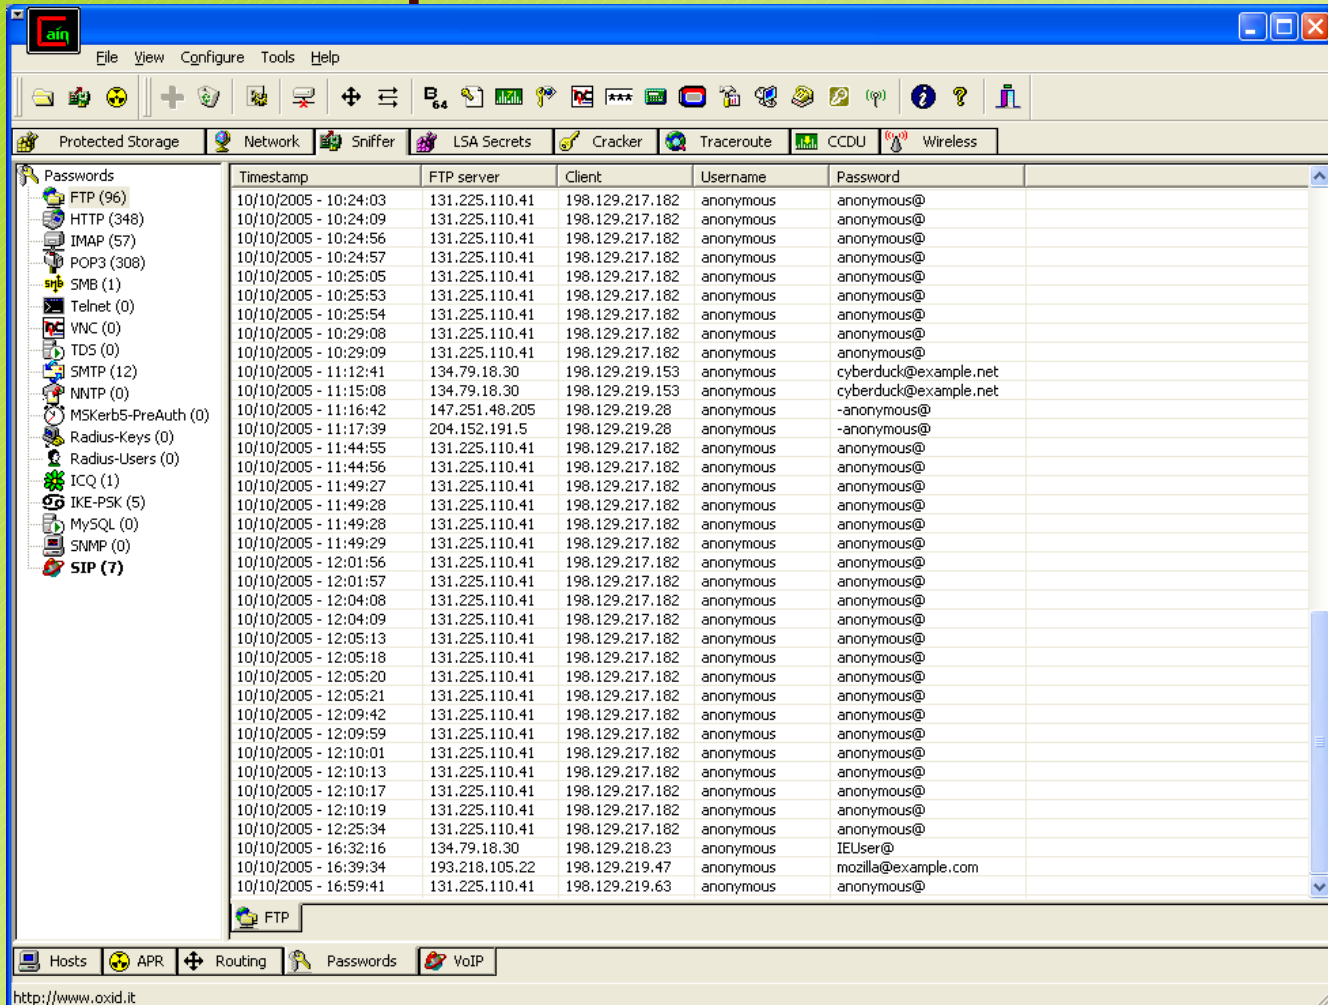 Cain
File View Configure Tools Help
B 64
***
Protected Storage Network Sniffer LSA Secrets Cracker Traceroute CCDU Wireless
Passwords
FTP (96)
HTTP (348)
IMAP (57)
POP3 (308)
SMB (1)
Telnet (0)
VNC (0)
TDS (0)
SMTP (12)
NNTP (0)
MSKerb5-PreAuth (0)
Radius-Keys (0)
Radius-Users (0)
ICQ (1)
IKE-PSK (5)
MySQL (0)
SNMP (0)
SIP (7)
Timestamp FTP server Client Username Password
10/10/2005 - 10:24:03 131.225.110.41 198.129.217.182 anonymous anonymous@
10/10/2005 - 10:24:09 131.225.110.41 198.129.217.182 anonymous anonymous@
10/10/2005 - 10:24:56 131.225.110.41 198.129.217.182 anonymous anonymous@
10/10/2005 - 10:24:57 131.225.110.41 198.129.217.182 anonymous anonymous@
10/10/2005 - 10:25:05 131.225.110.41 198.129.217.182 anonymous anonymous@
10/10/2005 - 10:25:53 131.225.110.41 198.129.217.182 anonymous anonymous@
10/10/2005 - 10:25:54 131.225.110.41 198.129.217.182 anonymous anonymous@
10/10/2005 - 10:29:08 131.225.110.41 198.129.217.182 anonymous anonymous@
10/10/2005 - 10:29:09 131.225.110.41 198.129.217.182 anonymous anonymous@
10/10/2005 - 11:12:41 134.79.18.30 198.129.219.153 anonymous cyberduck@example.net
10/10/2005 - 11:15:08 134.79.18.30 198.129.219.153 anonymous cyberduck@example.net
10/10/2005 - 11:16:42 147.251.48.205 198.129.219.28 anonymous -anonymous@
10/10/2005 - 11:17:39 204.152.191.5 198.129.219.28 anonymous -anonymous@
10/10/2005 - 11:44:55 131.225.110.41 198.129.217.182 anonymous anonymous@
10/10/2005 - 11:44:56 131.225.110.41 198.129.217.182 anonymous anonymous@
10/10/2005 - 11:49:27 131.225.110.41 198.129.217.182 anonymous anonymous@
10/10/2005 - 11:49:28 131.225.110.41 198.129.217.182 anonymous anonymous@
10/10/2005 - 11:49:28 131.225.110.41 198.129.217.182 anonymous anonymous@
10/10/2005 - 11:49:29 131.225.110.41 198.129.217.182 anonymous anonymous@
10/10/2005 - 12:01:56 131.225.110.41 198.129.217.182 anonymous anonymous@
10/10/2005 - 12:01:57 131.225.110.41 198.129.217.182 anonymous anonymous@
10/10/2005 - 12:04:08 131.225.110.41 198.129.217.182 anonymous anonymous@
10/10/2005 - 12:04:09 131.225.110.41 198.129.217.182 anonymous anonymous@
10/10/2005 - 12:05:13 131.225.110.41 198.129.217.182 anonymous anonymous@
10/10/2005 - 12:05:18 131.225.110.41 198.129.217.182 anonymous anonymous@
10/10/2005 - 12:05:20 131.225.110.41 198.129.217.182 anonymous anonymous@
10/10/2005 - 12:05:21 131.225.110.41 198.129.217.182 anonymous anonymous@
10/10/2005 - 12:09:42 131.225.110.41 198.129.217.182 anonymous anonymous@
10/10/2005 - 12:09:59 131.225.110.41 198.129.217.182 anonymous anonymous@
10/10/2005 - 12:10:01 131.225.110.41 198.129.217.182 anonymous anonymous@
10/10/2005 - 12:10:13 131.225.110.41 198.129.217.182 anonymous anonymous@
10/10/2005 - 12:10:17 131.225.110.41 198.129.217.182 anonymous anonymous@
10/10/2005 - 12:10:19 131.225.110.41 198.129.217.182 anonymous anonymous@
10/10/2005 - 12:25:34 131.225.110.41 198.129.217.182 anonymous anonymous@
10/10/2005 - 16:32:16 134.79.18.30 198.129.218.23 anonymous IEUser@
10/10/2005 - 16:39:34 193.218.105.22 198.129.219.47 anonymous mozilla@example.com
10/10/2005 - 16:59:41 131.225.110.41 198.129.219.63 anonymous anonymous@
FTP
Hosts APR Routing Passwords VoIP
http://www.oxid.it